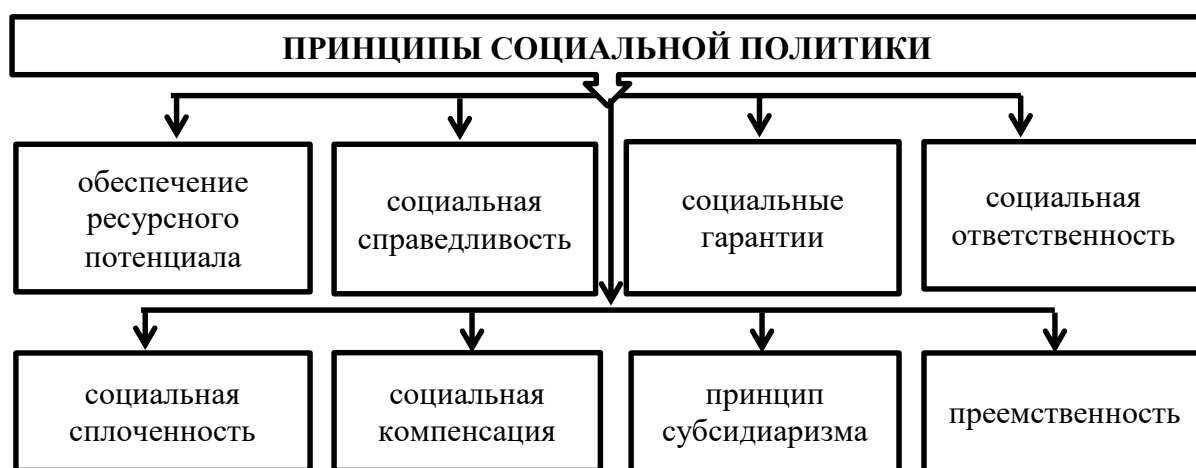 ПРИНЦИПЫ СОЦИАЛЬНОЙ ПОЛИТИКИ
обеспечение
ресурсного
потенциала
социальная
справедливость
социальные
гарантии
социальная
ответственность
социальная
сплоченность
социальная
компенсация
принцип
субсидиаризма
преемственность